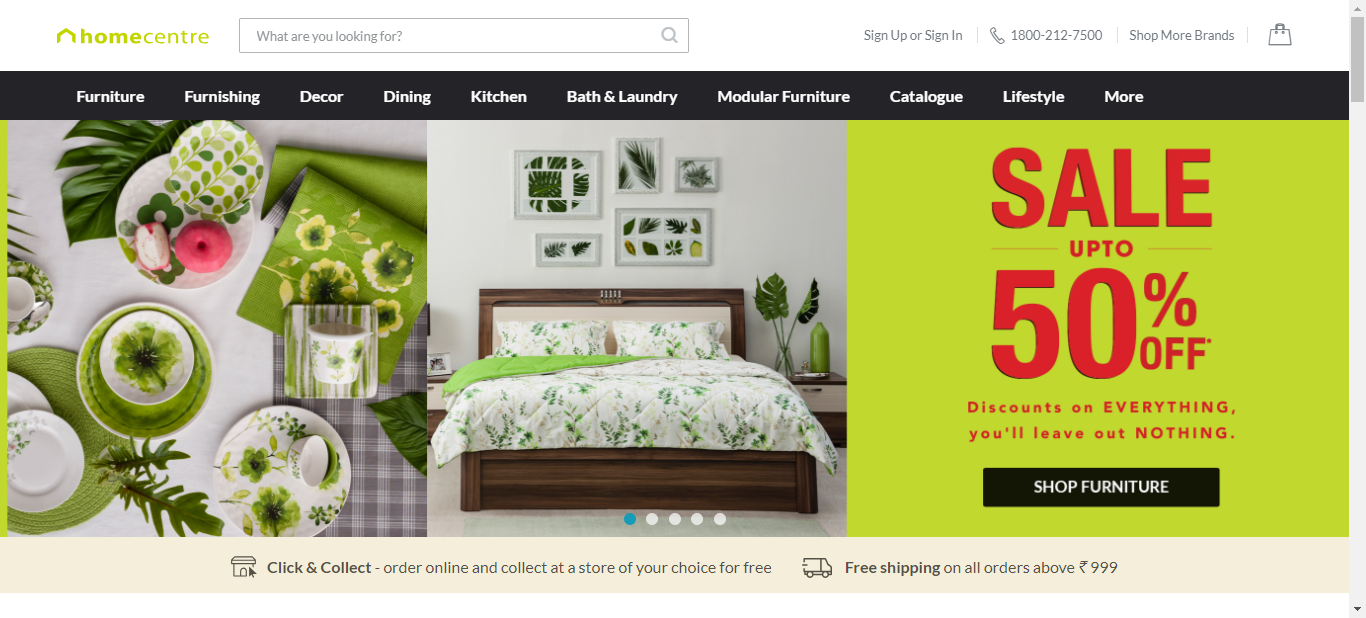 homecentre
What are you looking for?
Sign Up or Sign In
1800-212-7500
Shop More Brands
Furniture
Furnishing
Decor
Dining
Kitchen
Bath & Laundry
Modular Furniture
Catalogue
Lifestyle
More
SALE
UPTO
50%
OFF*
Discounts on EVERYTHING,
you'll leave out NOTHING.
SHOP FURNITURE
Click & Collect - order online and collect at a store of your choice for free
Free shipping on all orders above ₹ 999